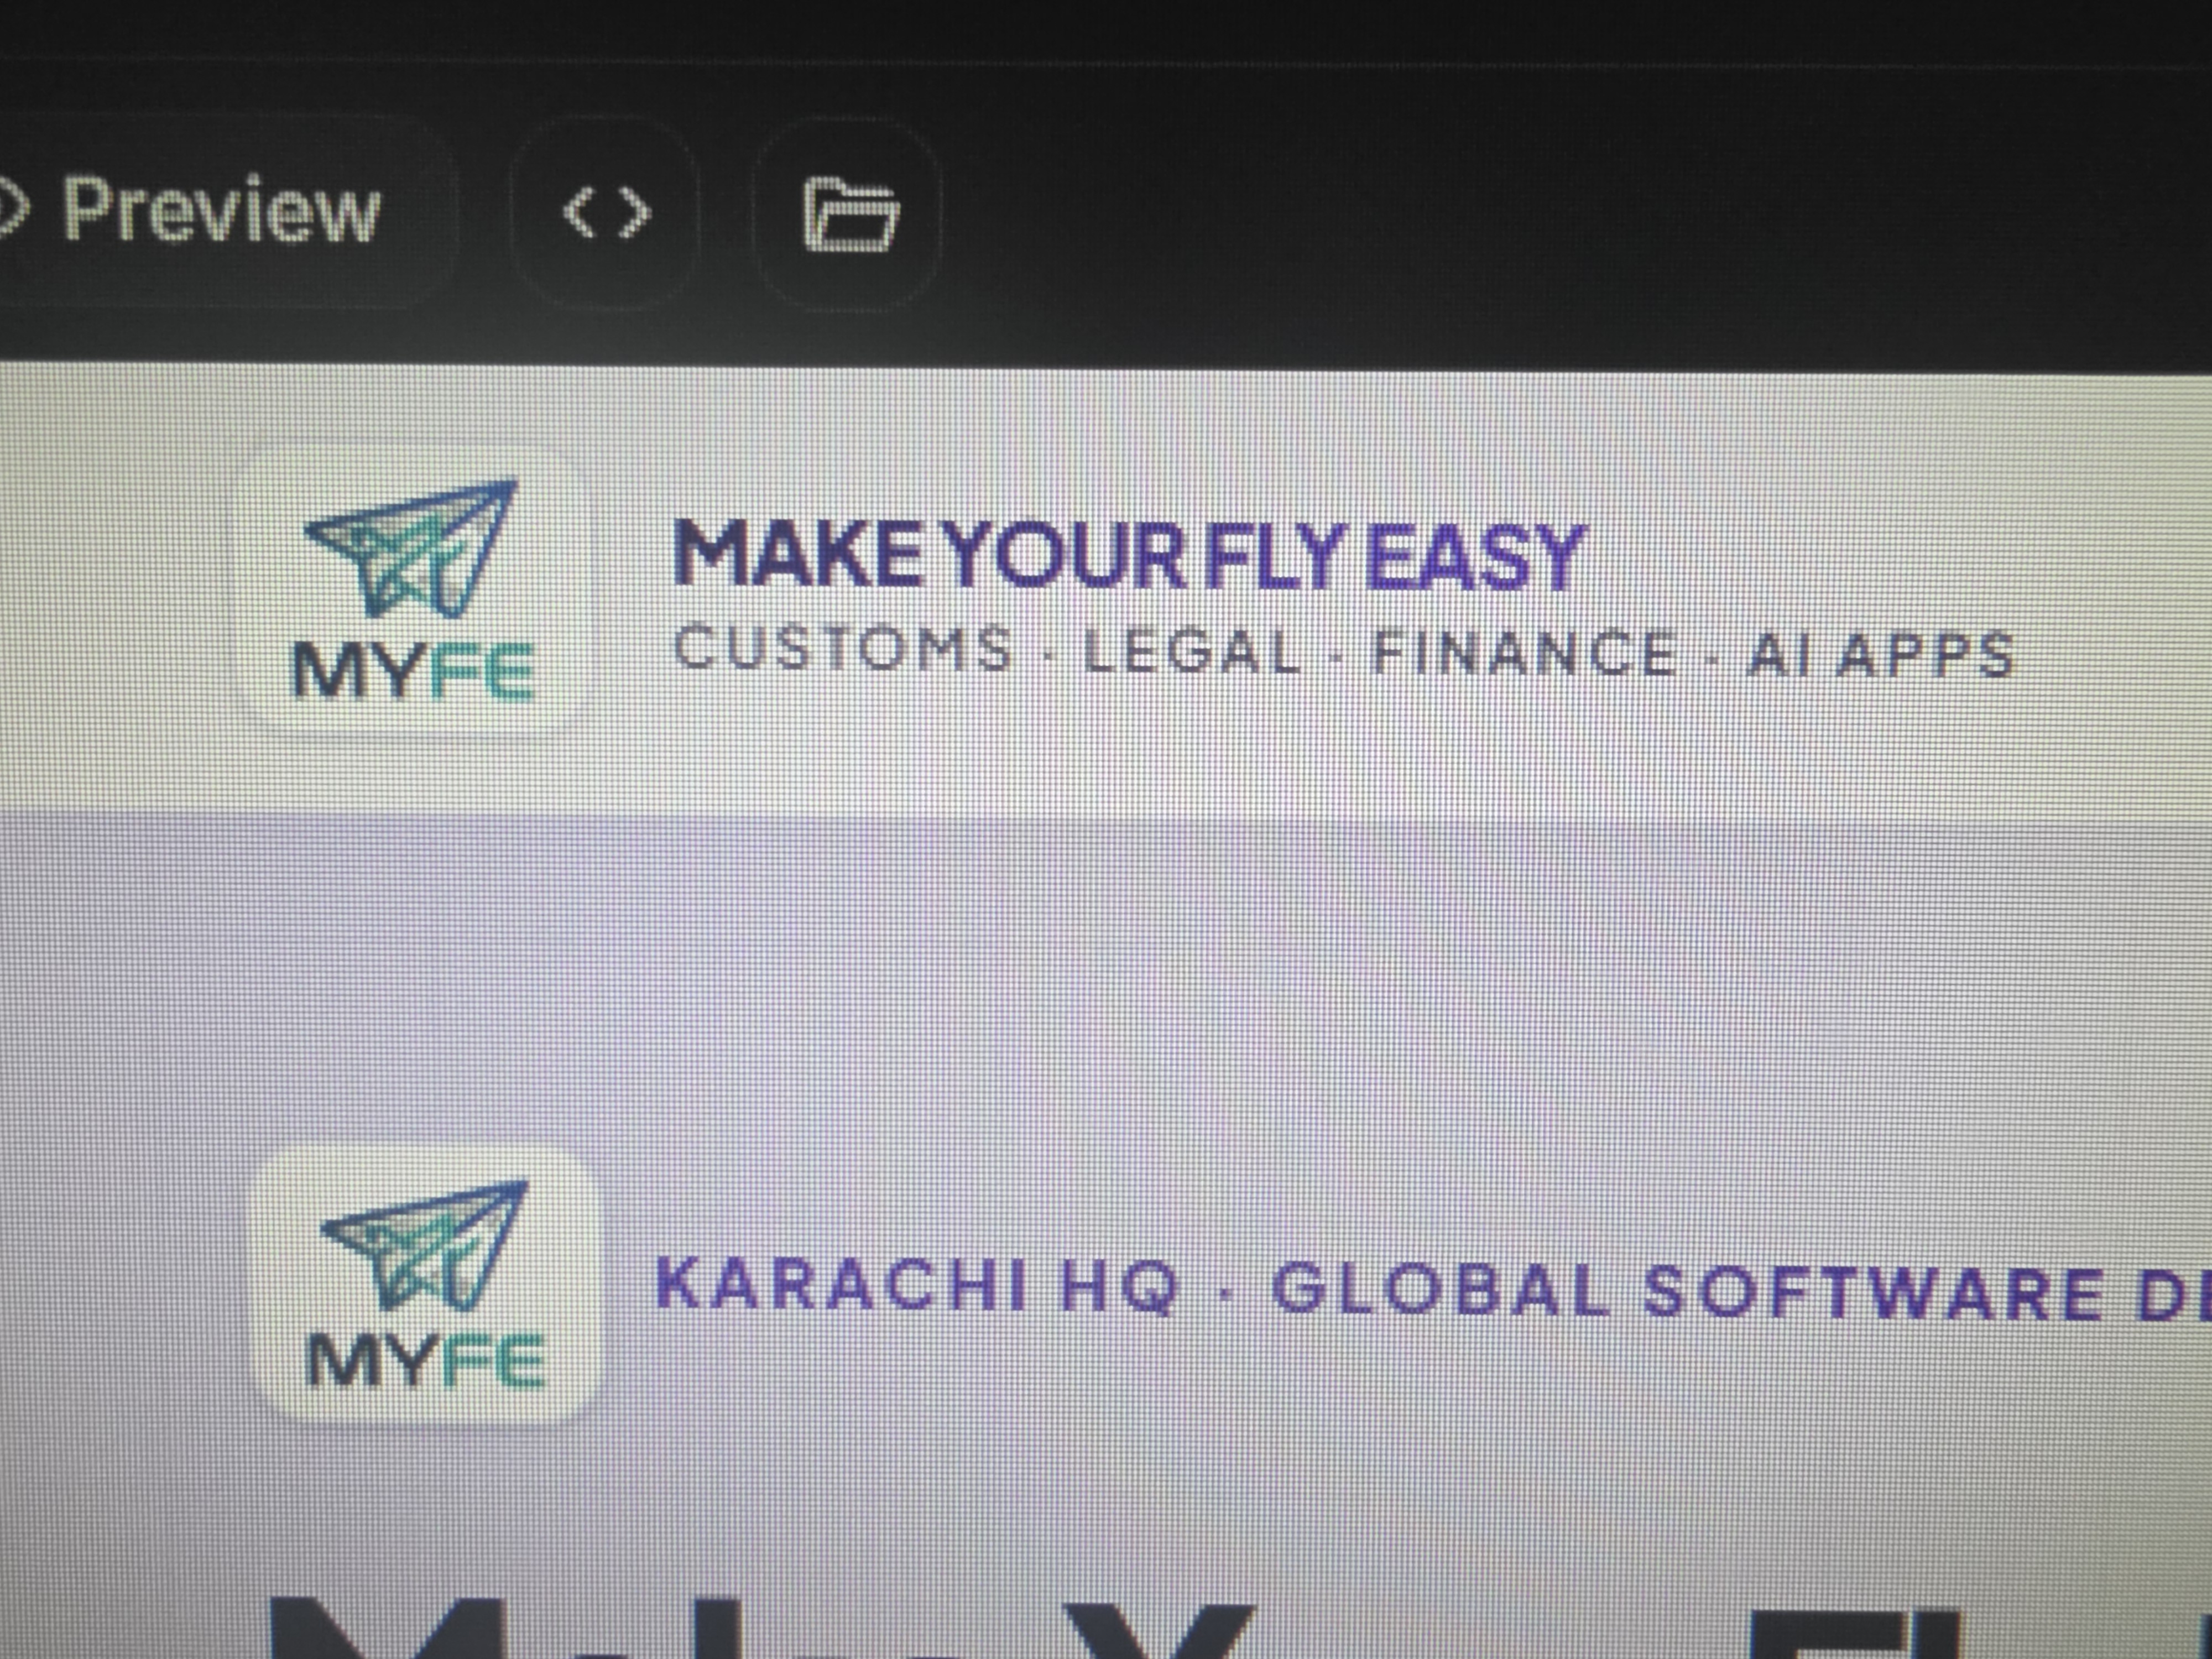 Preview
MYFE
MAKE YOUR FLY EASY
CUSTOMS · LEGAL · FINANCE · AI APPS
MYFE
KARACHI HQ · GLOBAL SOFTWARE